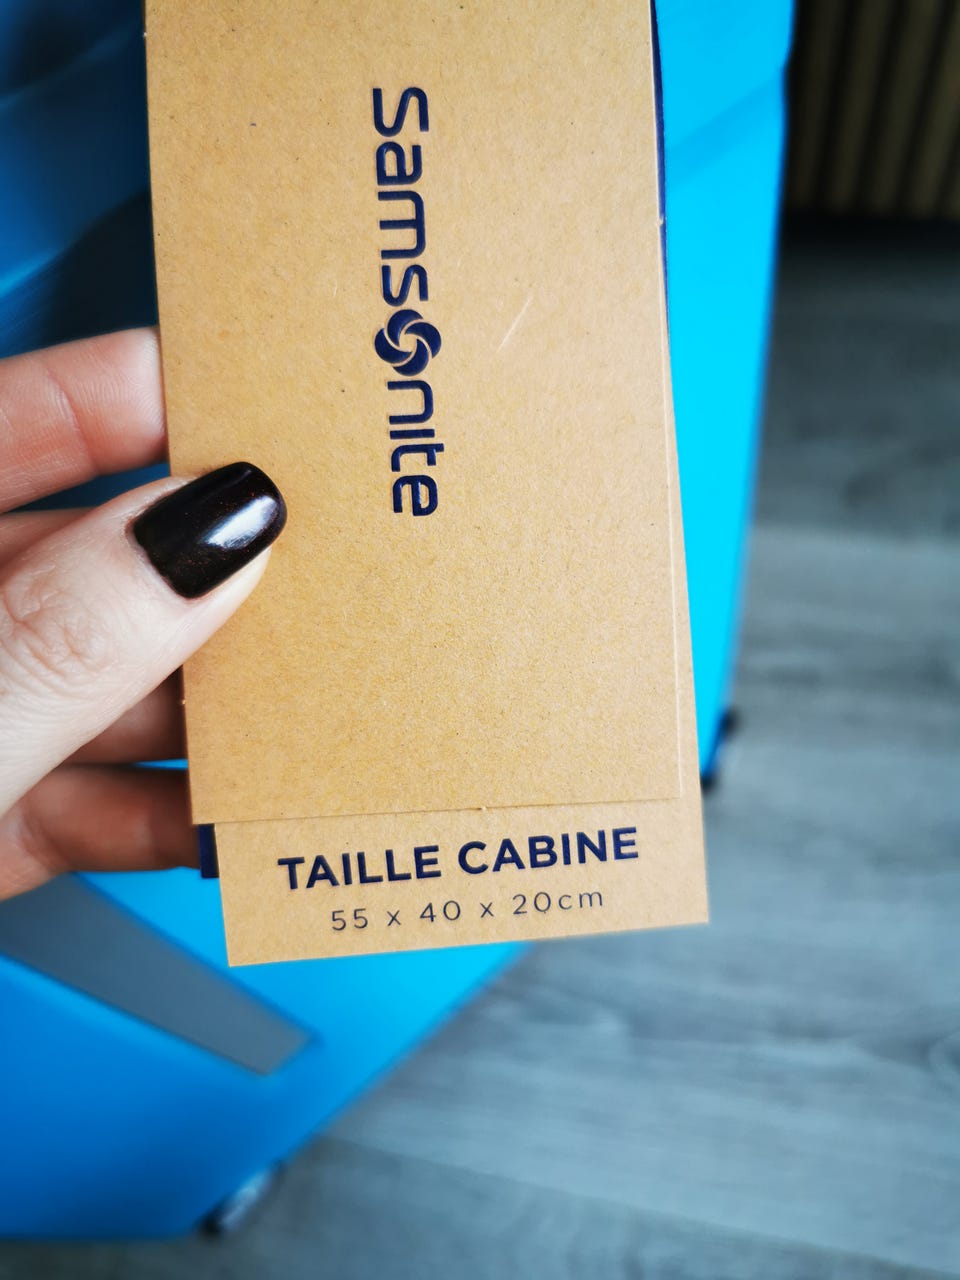 Samsonite
TAILLE CABINE
55 x 40 x 20cm